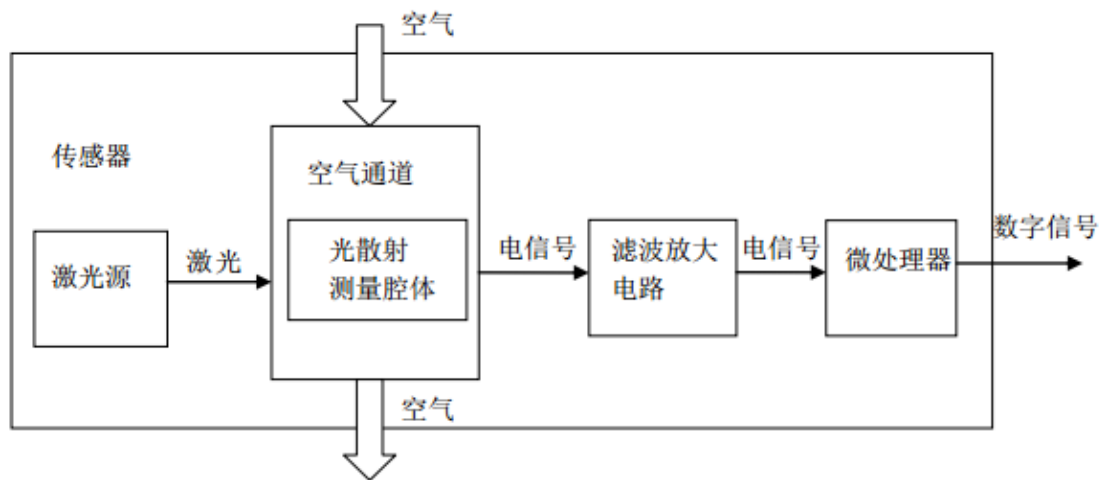 空气
传感器
空气通道
激光源
激光
光散射
测量腔体
电信号
滤波放大
电路
电信号
微处理器
数字信号
空气